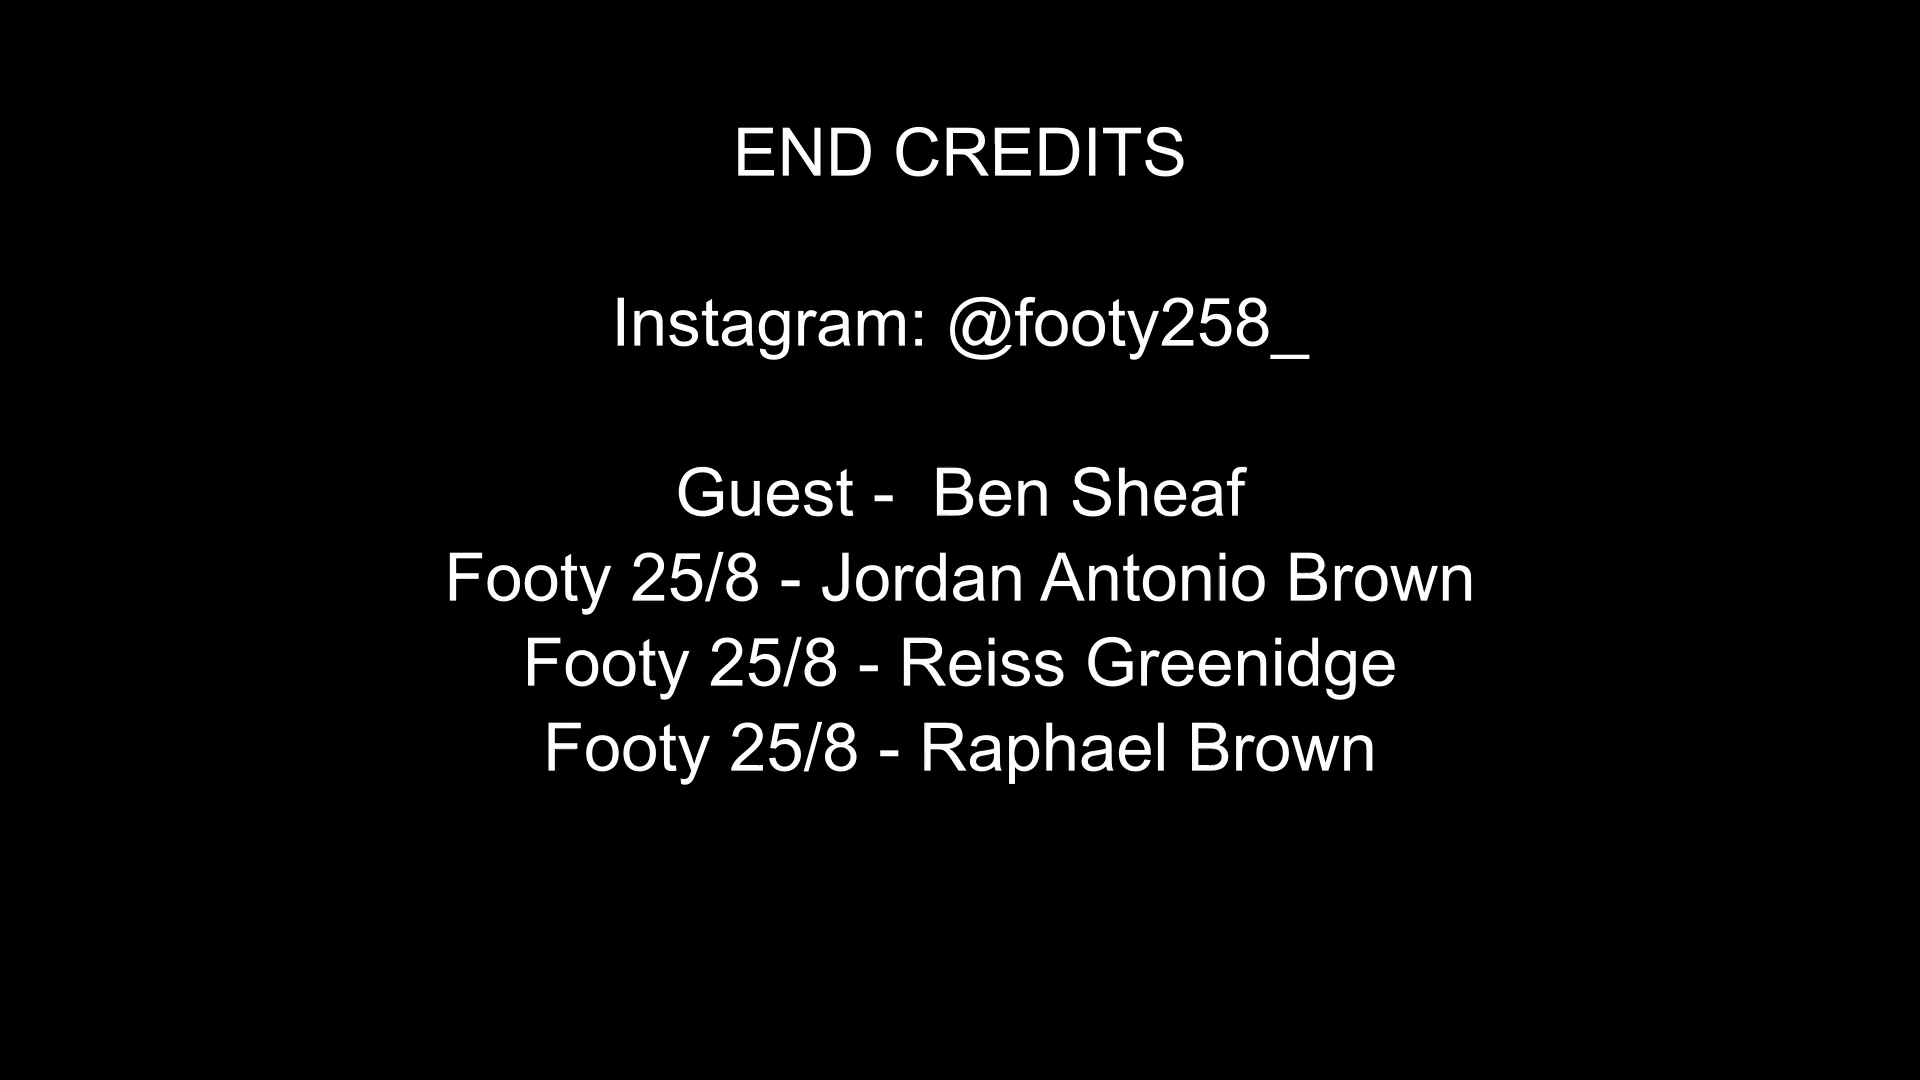 END CREDITS
Instagram: @footy258_
Guest -  Ben Sheaf
Footy 25/8 - Jordan Antonio Brown
Footy 25/8 - Reiss Greenidge
Footy 25/8 - Raphael Brown